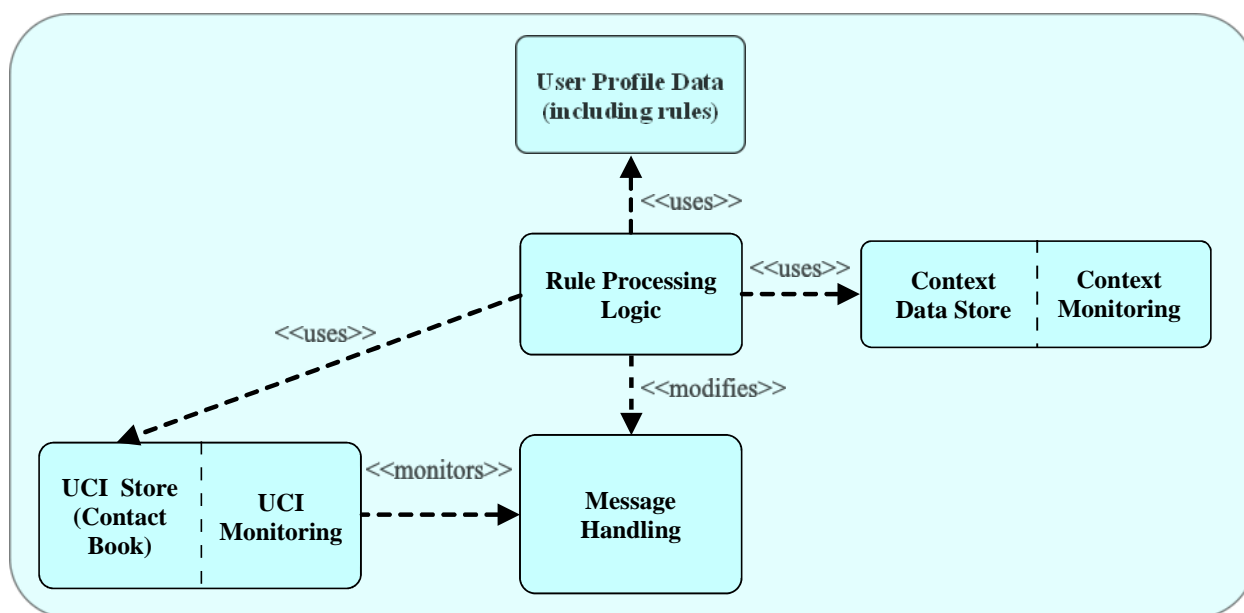 User Profile Data
(including rules)
<<uses>>
Rule Processing
Logic
<<uses>>
Context
Data Store
Context
Monitoring
<<uses>>
<<modifies>>
UCI Store
(Contact
Book)
UCI
Monitoring
<<monitors>>
Message
Handling